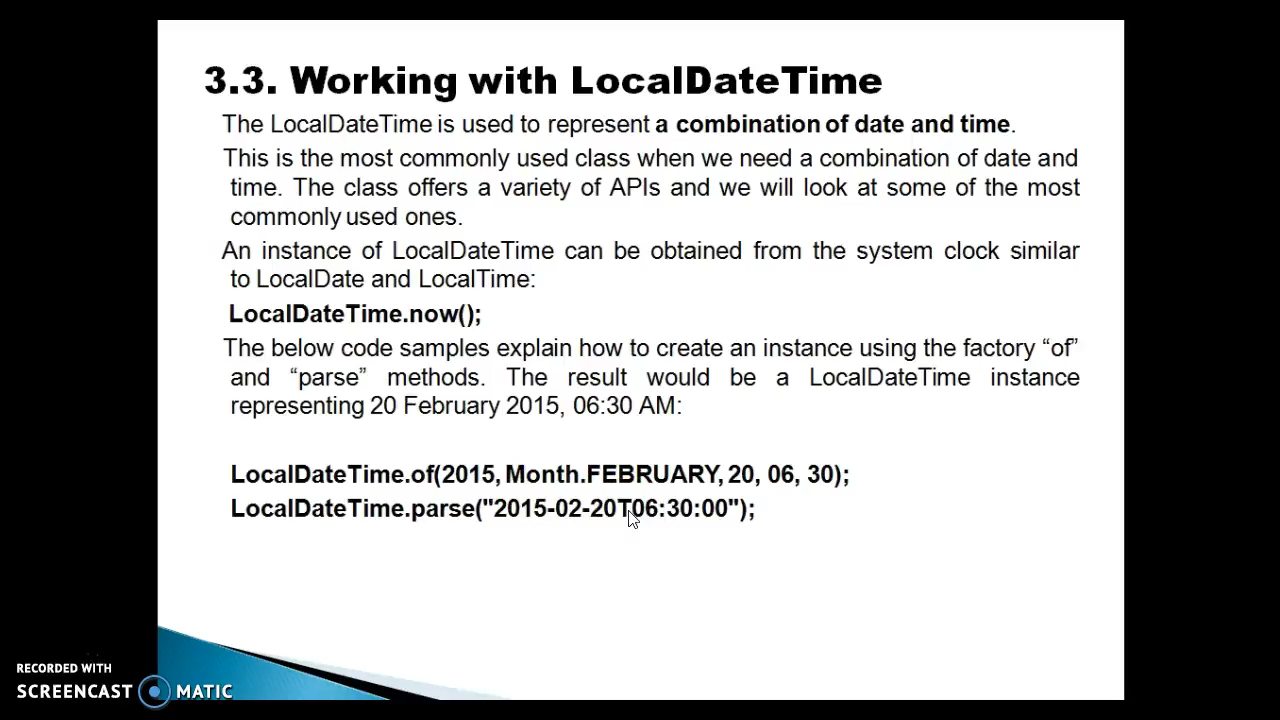 3.3. Working with LocalDateTime
The LocalDateTime is used to represent a combination of date and time.
This is the most commonly used class when we need a combination of date and
time. The class offers a variety of APIs and we will look at some of the most
commonly used ones.
An instance of LocalDateTime can be obtained from the system clock similar
to LocalDate and LocalTime:
LocalDateTime.now();
The below code samples explain how to create an instance using the factory “of”
and “parse” methods. The result would be a LocalDateTime instance
representing 20 February 2015, 06:30 AM:
LocalDateTime.of(2015, Month.FEBRUARY, 20, 06, 30);
LocalDateTime.parse("2015-02-20T06:30:00");
RECORDED WITH
SCREENCAST MATIC